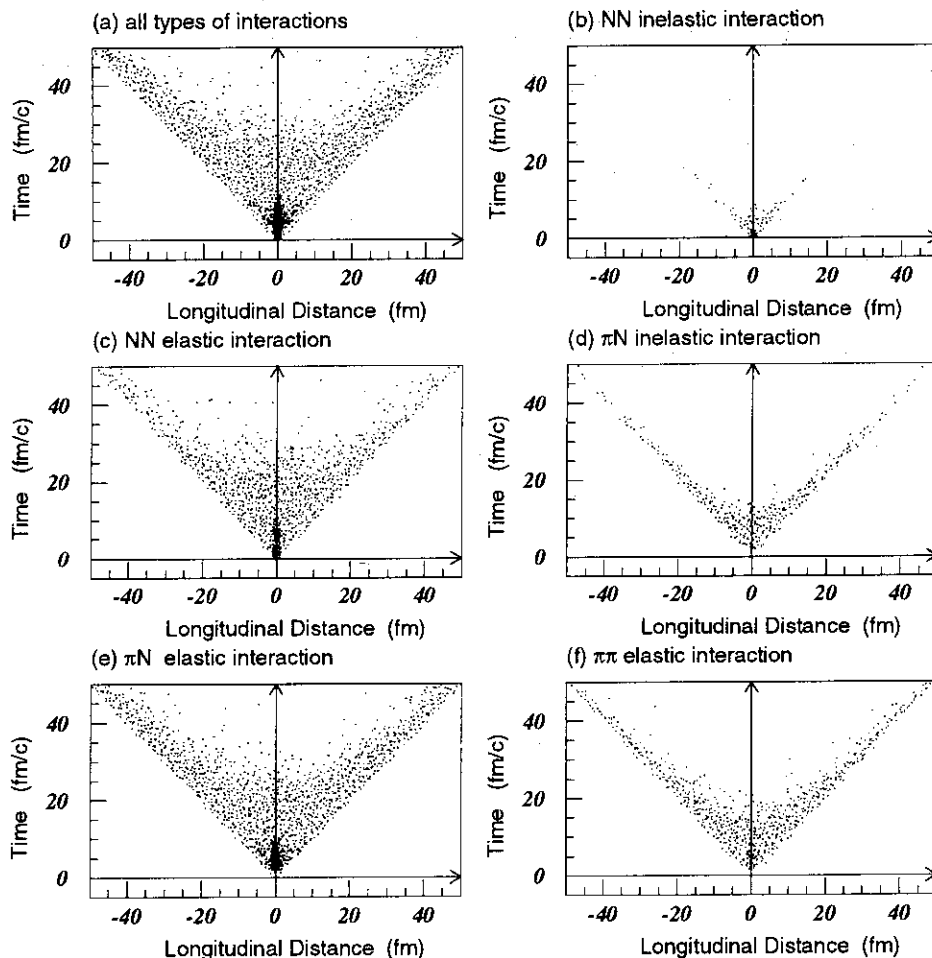 (a) all types of interactions
Time (fm/c)
40
20
0
-40 -20 0 20 40
Longitudinal Distance (fm)
(b) NN inelastic interaction
Time (fm/c)
40
20
0
-40 -20 0 20 40
Longitudinal Distance (fm)
(c) NN elastic interaction
Time (fm/c)
40
20
0
-40 -20 0 20 40
Longitudinal Distance (fm)
(d) πN inelastic interaction
Time (fm/c)
40
20
0
-40 -20 0 20 40
Longitudinal Distance (fm)
(e) πN elastic interaction
Time (fm/c)
40
20
0
-40 -20 0 20 40
Longitudinal Distance (fm)
(f) ππ elastic interaction
Time (fm/c)
40
20
0
-40 -20 0 20 40
Longitudinal Distance (fm)